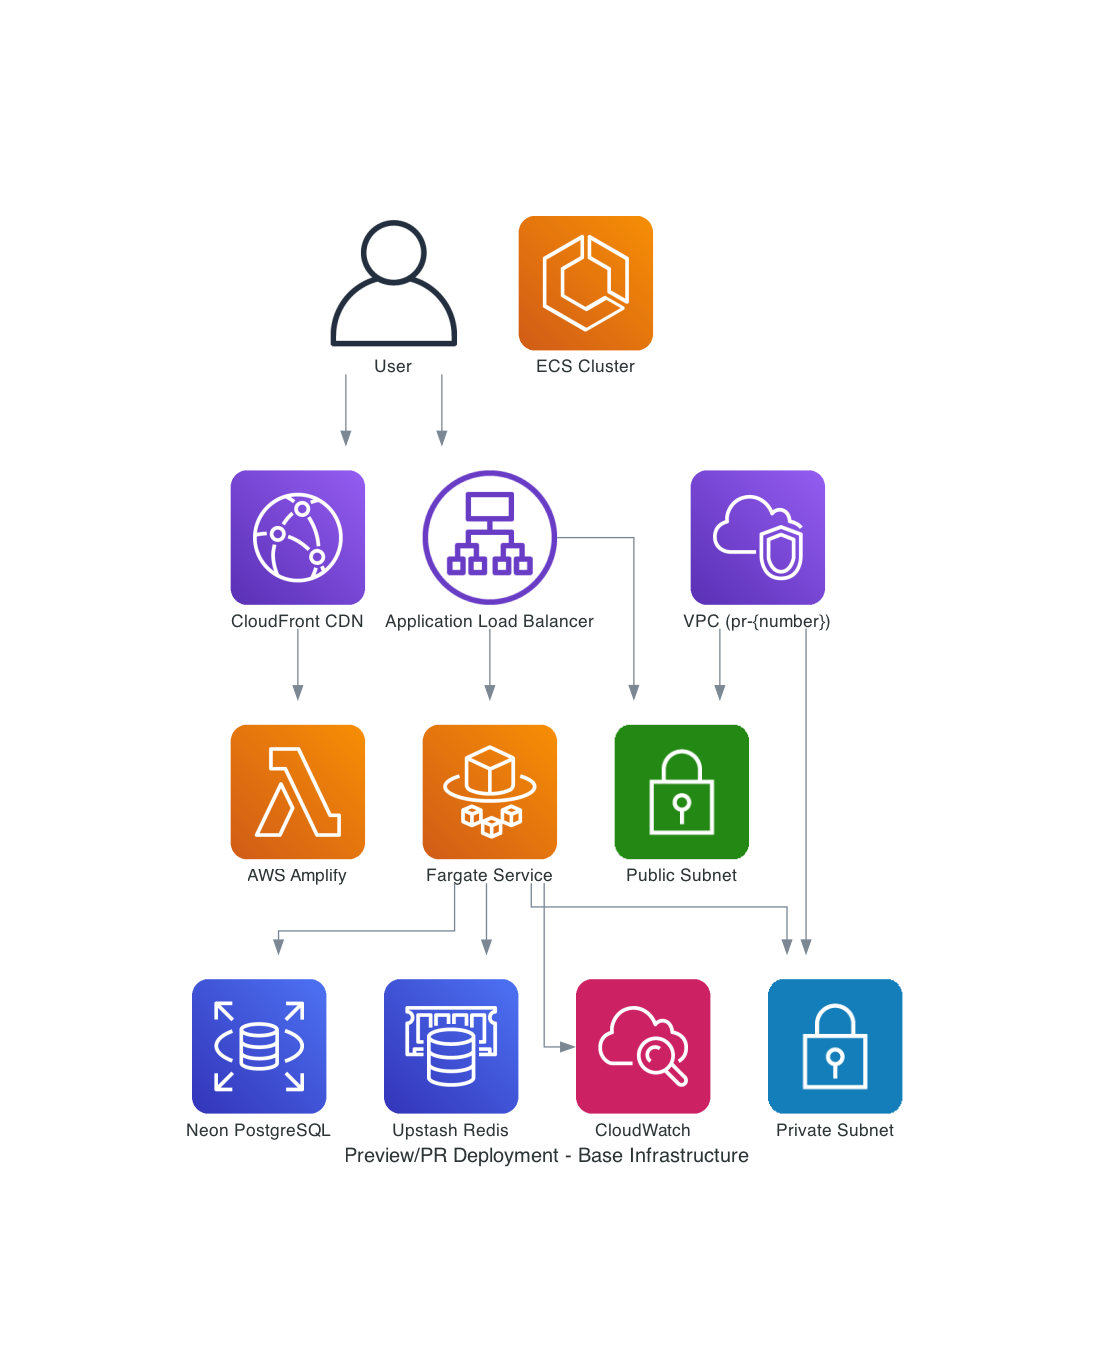 User
ECS Cluster
CloudFront CDN
Application Load Balancer
VPC (pr-{number})
AWS Amplify
Fargate Service
Public Subnet
Neon PostgreSQL
Upstash Redis
CloudWatch
Private Subnet
Preview/PR Deployment - Base Infrastructure